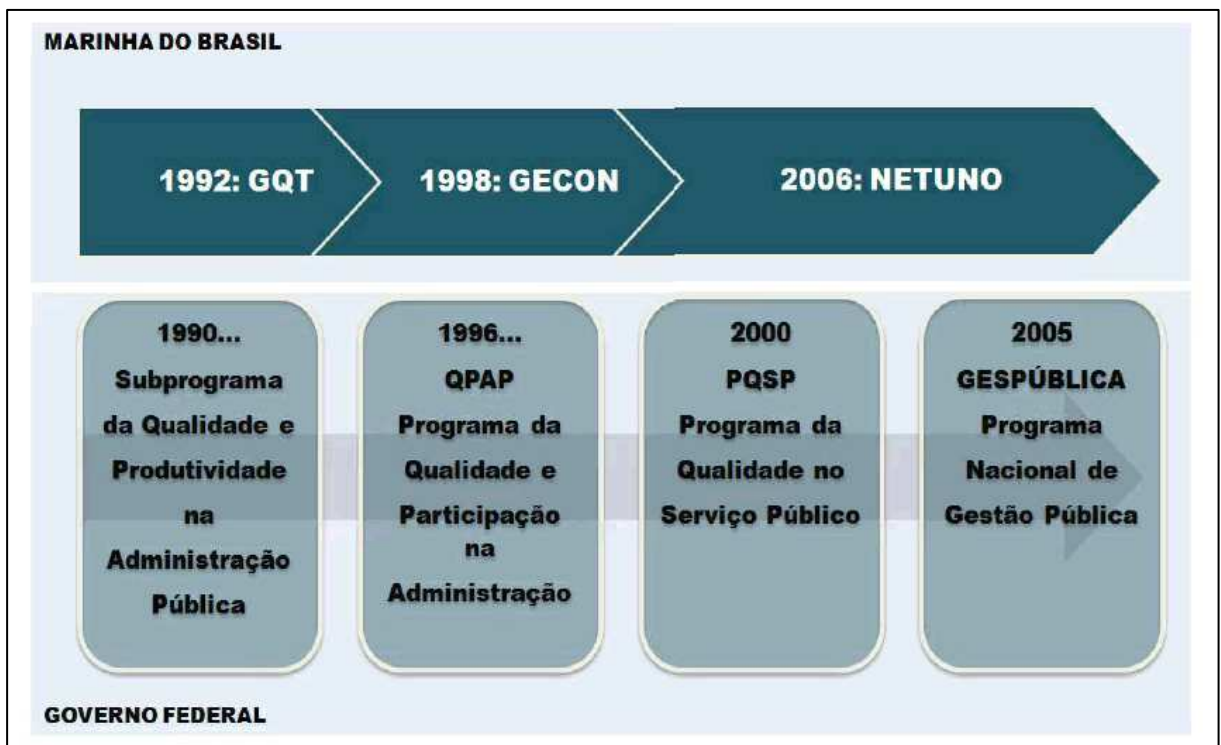 MARINHA DO BRASIL
1992: GQT
1998: GECON
2006: NETUNO
1990...
Subprograma
da Qualidade e
Produtividade
na
Administração
Pública
1996...
QPAP
Programa da
Qualidade e
Participação
na
Administração
2000
PQSP
Programa da
Qualidade no
Serviço Público
2005
GESPÚBLICA
Programa
Nacional de
Gestão Pública
GOVERNO FEDERAL